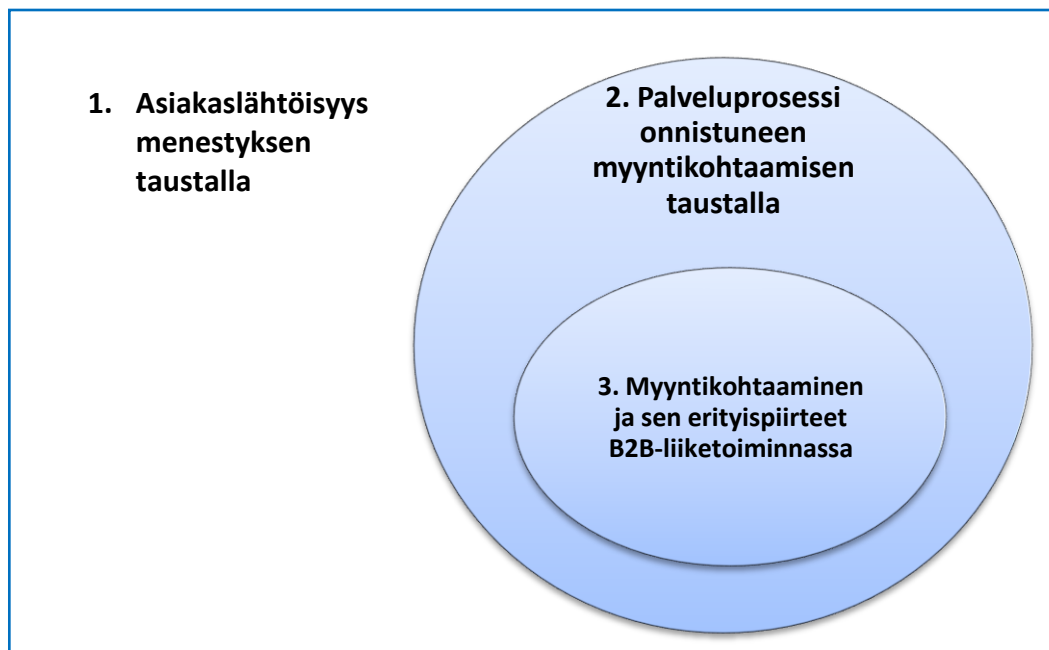 1. Asiakaslähtöisyys
menestyksen
taustalla
2. Palveluprosessi
onnistuneen
myyntikohtaamisen
taustalla
3. Myyntikohtaaminen
ja sen erityispiirteet
B2B-liiketoiminnassa